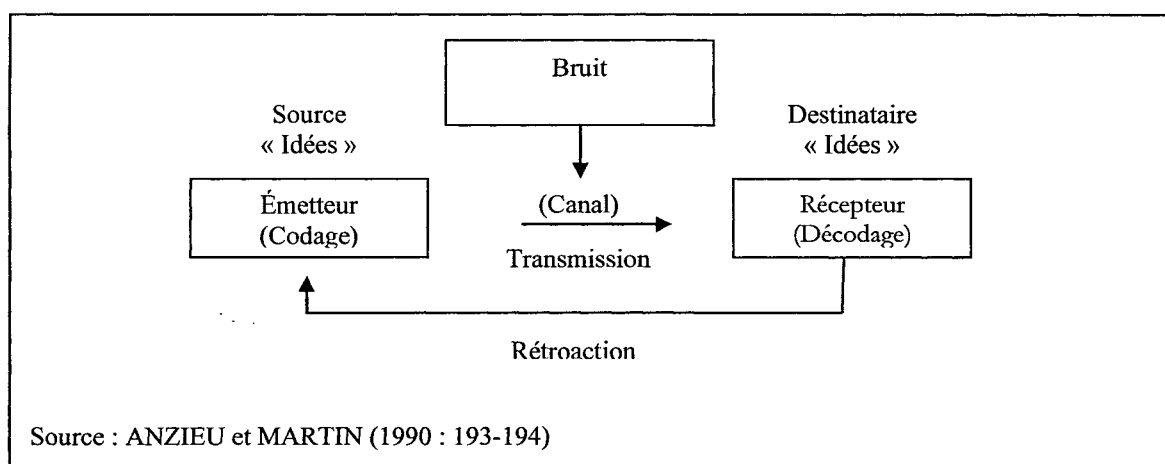 Bruit
Source
« Idées »
Destinataire
« Idées »
Émetteur
(Codage)
(Canal)
Transmission
Récepteur
(Décodage)
Rétroaction
Source : ANZIEU et MARTIN (1990 : 193-194)